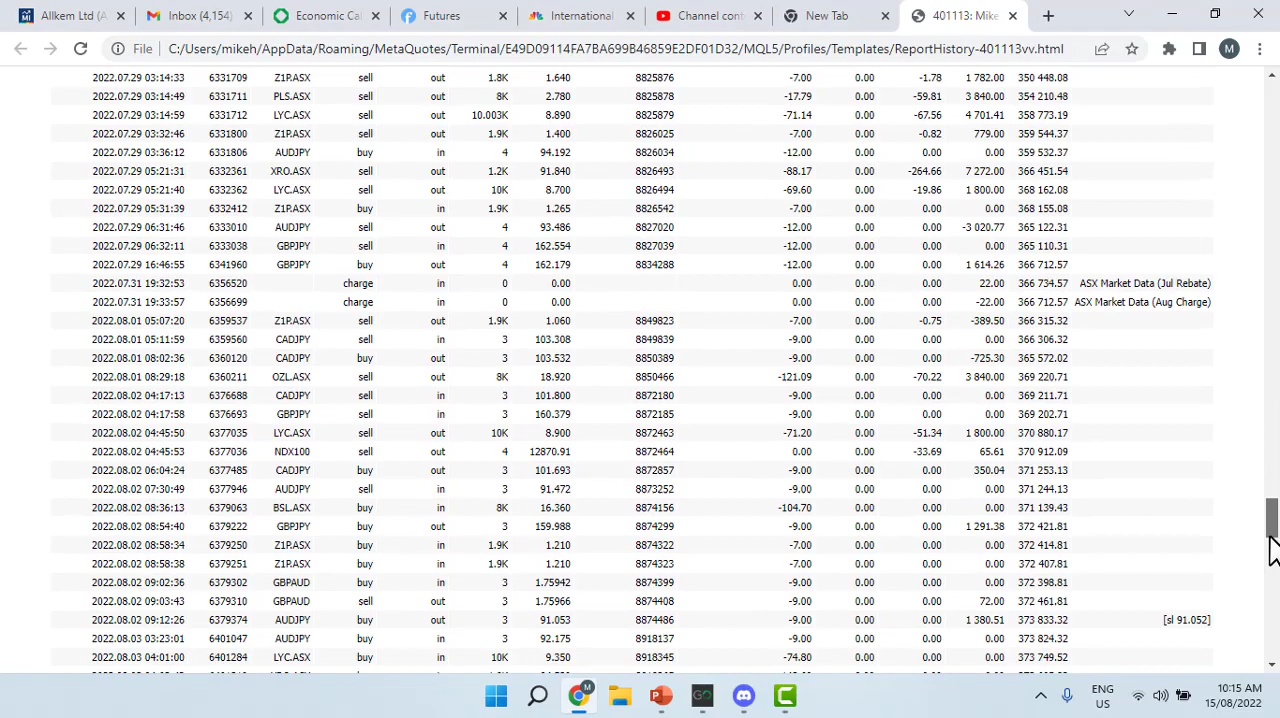 Allkem Ltd (A
Inbox (4,154)
Economic Cal
Futures
International
Channel cont
New Tab
401113: Mike
File C:/Users/mikeh/AppData/Roaming/MetaQuotes/Terminal/E49D09114FA7BA699B46859E2DF01D32/MQL5/Profiles/Templates/ReportHistory-401113vv.html M
2022.07.29 03:14:33 6331709 Z1P.ASX sell out 1.8K 1.640 8825876 -7.00 0.00 -1.78 1 782.00 350 448.08
2022.07.29 03:14:49 6331711 PLS.ASX sell out 8K 2.780 8825878 -17.79 0.00 -59.81 3 840.00 354 210.48
2022.07.29 03:14:59 6331712 LYC.ASX sell out 10.003K 8.890 8825879 -71.14 0.00 -67.56 4 701.41 358 773.19
2022.07.29 03:32:46 6331800 Z1P.ASX sell out 1.9K 1.400 8826025 -7.00 0.00 -0.82 779.00 359 544.37
2022.07.29 03:36:12 6331806 AUDJPY buy in 4 94.192 8826034 -12.00 0.00 0.00 0.00 359 532.37
2022.07.29 05:21:31 6332361 XRO.ASX sell out 1.2K 91.840 8826493 -88.17 0.00 -264.66 7 272.00 366 451.54
2022.07.29 05:21:40 6332362 LYC.ASX sell out 10K 8.700 8826494 -69.60 0.00 -19.86 1 800.00 368 162.08
2022.07.29 05:31:39 6332412 Z1P.ASX buy in 1.9K 1.265 8826542 -7.00 0.00 0.00 0.00 368 155.08
2022.07.29 06:31:46 6333010 AUDJPY sell out 4 93.486 8827020 -12.00 0.00 0.00 -3 020.77 365 122.31
2022.07.29 06:32:11 6333038 GBPJPY sell in 4 162.554 8827039 -12.00 0.00 0.00 0.00 365 110.31
2022.07.29 16:46:55 6341960 GBPJPY buy out 4 162.179 8834288 -12.00 0.00 0.00 1 614.26 366 712.57
2022.07.31 19:32:53 6356520 charge in 0 0.00 0.00 0.00 0.00 22.00 366 734.57 ASX Market Data (Jul Rebate)
2022.07.31 19:33:57 6356699 charge in 0 0.00 0.00 0.00 0.00 -22.00 366 712.57 ASX Market Data (Aug Charge)
2022.08.01 05:07:20 6359537 Z1P.ASX sell out 1.9K 1.060 8849823 -7.00 0.00 -0.75 -389.50 366 315.32
2022.08.01 05:11:59 6359560 CADJPY sell in 3 103.308 8849839 -9.00 0.00 0.00 0.00 366 306.32
2022.08.01 08:02:36 6360120 CADJPY buy out 3 103.532 8850389 -9.00 0.00 0.00 -725.30 365 572.02
2022.08.01 08:29:18 6360211 OZL.ASX sell out 8K 18.920 8850466 -121.09 0.00 -70.22 3 840.00 369 220.71
2022.08.02 04:17:13 6376688 CADJPY sell in 3 101.800 8872180 -9.00 0.00 0.00 0.00 369 211.71
2022.08.02 04:17:58 6376693 GBPJPY sell in 3 160.379 8872185 -9.00 0.00 0.00 0.00 369 202.71
2022.08.02 04:45:50 6377035 LYC.ASX sell out 10K 8.900 8872463 -71.20 0.00 -51.34 1 800.00 370 880.17
2022.08.02 04:45:53 6377036 NDX100 sell out 4 12870.91 8872464 0.00 0.00 -33.69 65.61 370 912.09
2022.08.02 06:04:24 6377485 CADJPY buy out 3 101.693 8872857 -9.00 0.00 0.00 350.04 371 253.13
2022.08.02 07:30:49 6377946 AUDJPY sell in 3 91.472 8873252 -9.00 0.00 0.00 0.00 371 244.13
2022.08.02 08:36:13 6379063 BSL.ASX buy in 8K 16.360 8874156 -104.70 0.00 0.00 0.00 371 139.43
2022.08.02 08:54:40 6379222 GBPJPY buy out 3 159.988 8874299 -9.00 0.00 0.00 1 291.38 372 421.81
2022.08.02 08:58:34 6379250 Z1P.ASX buy in 1.9K 1.210 8874322 -7.00 0.00 0.00 0.00 372 414.81
2022.08.02 08:58:38 6379251 Z1P.ASX buy in 1.9K 1.210 8874323 -7.00 0.00 0.00 0.00 372 407.81
2022.08.02 09:02:36 6379302 GBPAUD buy in 3 1.75942 8874399 -9.00 0.00 0.00 0.00 372 398.81
2022.08.02 09:03:43 6379310 GBPAUD sell out 3 1.75966 8874408 -9.00 0.00 0.00 72.00 372 461.81
2022.08.02 09:12:26 6379374 AUDJPY buy out 3 91.053 8874486 -9.00 0.00 0.00 1 380.51 373 833.32 [sl 91.052]
2022.08.03 03:23:01 6401047 AUDJPY buy in 3 92.175 8918137 -9.00 0.00 0.00 0.00 373 824.32
2022.08.03 04:01:00 6401284 LYC.ASX buy in 10K 9.350 8918345 -74.80 0.00 0.00 0.00 373 749.52
M GO
ENG
US
10:15 AM
15/08/2022